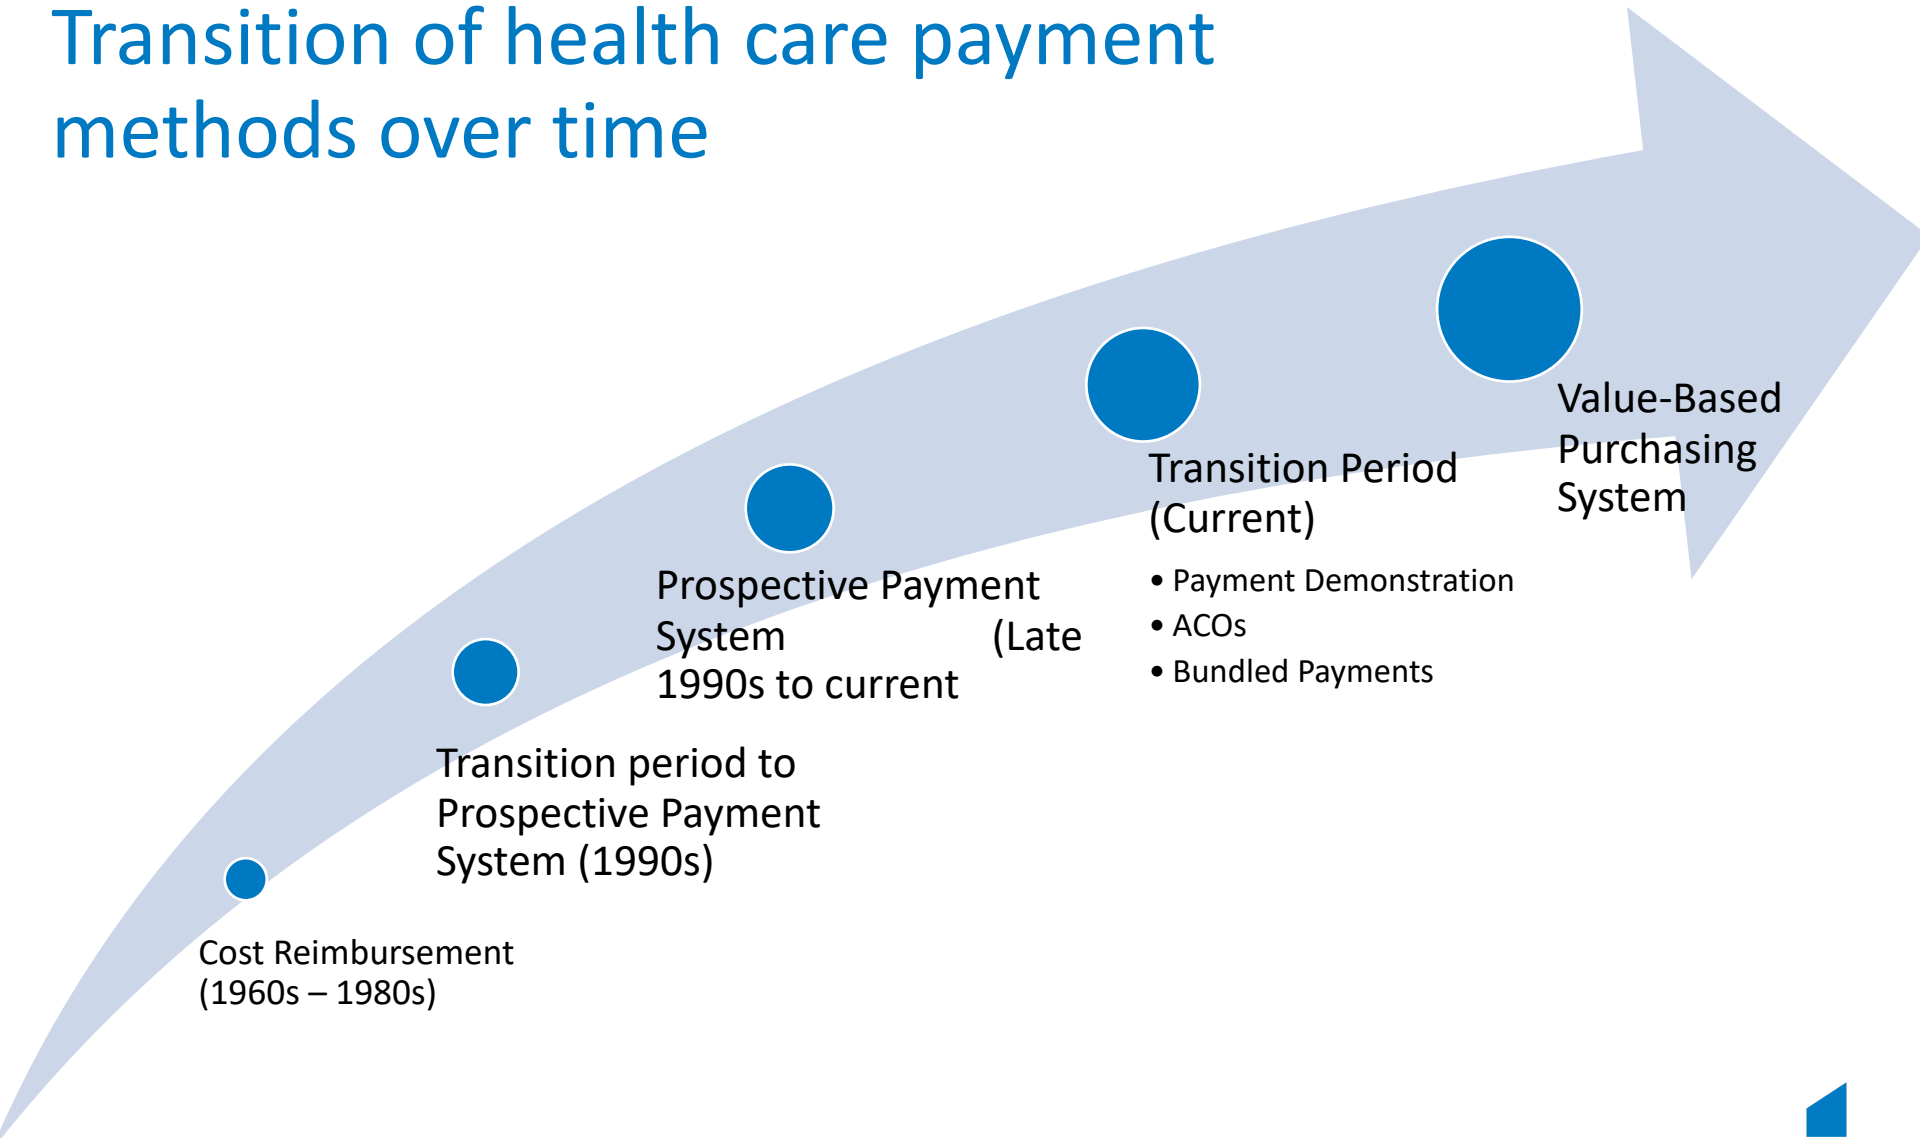 Transition of health care payment
methods over time
Cost Reimbursement
(1960s – 1980s)
Transition period to
Prospective Payment
System (1990s)
Prospective Payment
System (Late
1990s to current
Transition Period
(Current)
• Payment Demonstration
• ACOs
• Bundled Payments
Value-Based
Purchasing
System